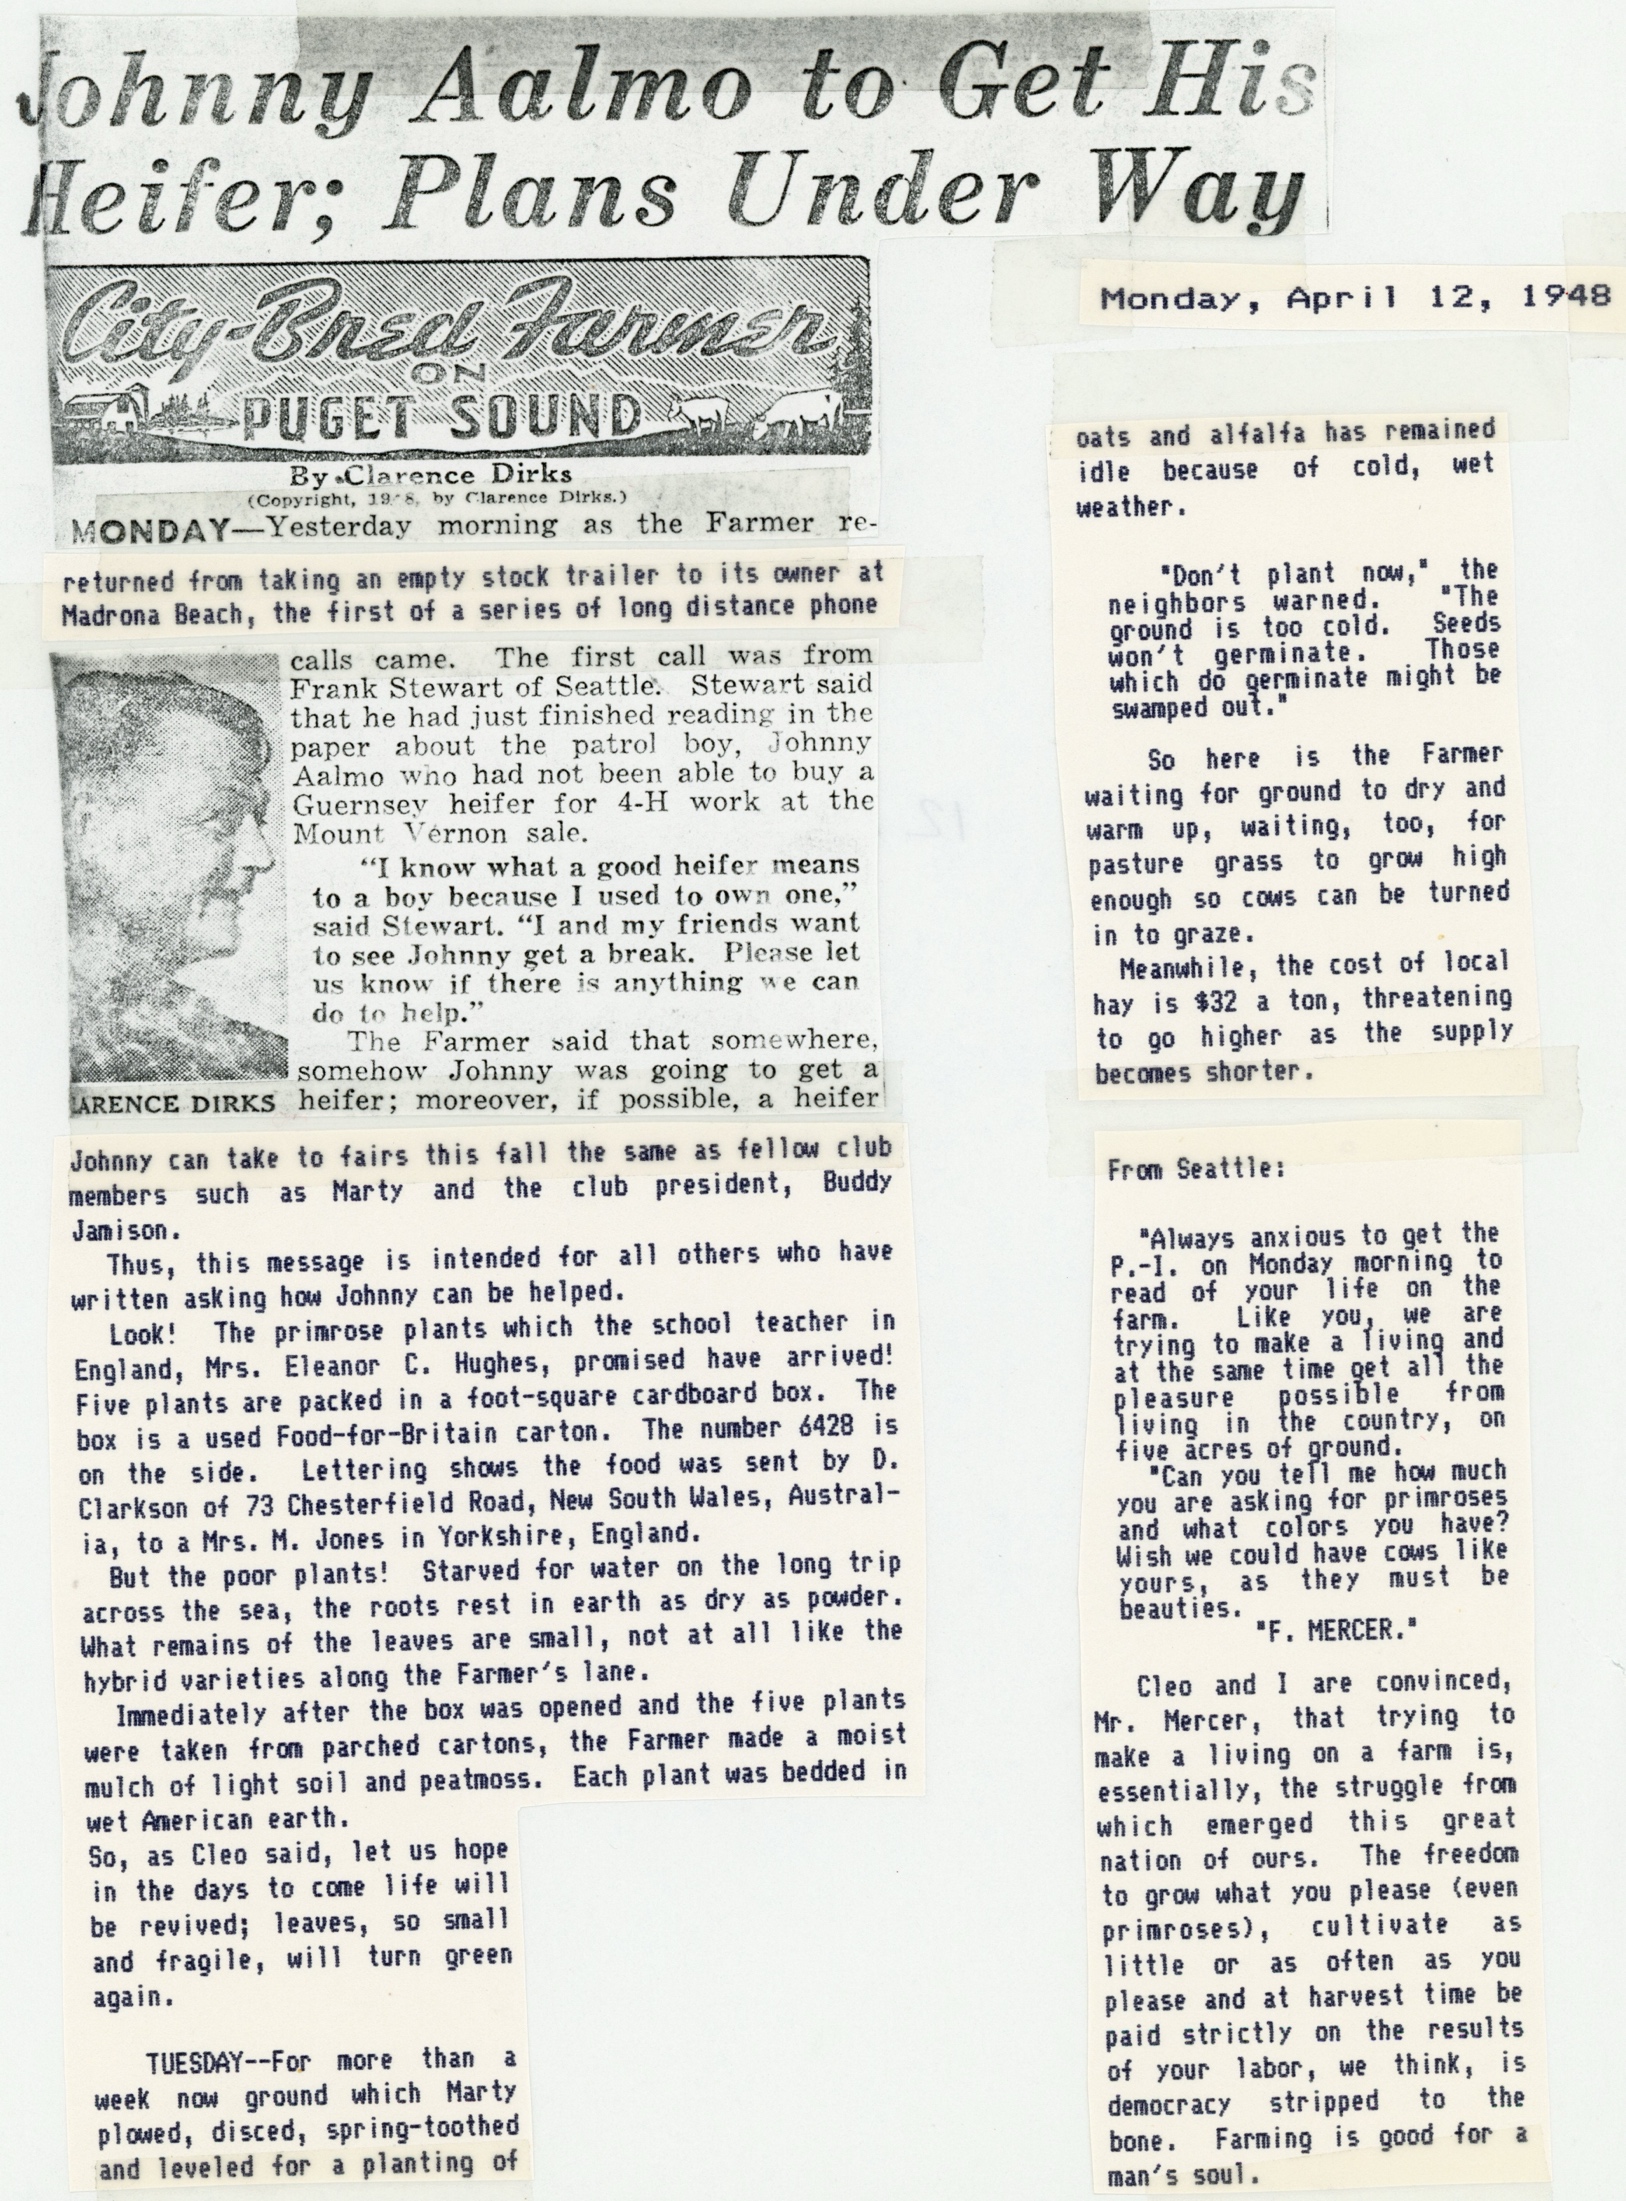 Johnny Aalmo to Get His
Heifer; Plans Under Way
City-Bred Farmer
ON
PUGET SOUND
By Clarence Dirks
(Copyright, 1948, by Clarence Dirks.)
MONDAY—Yesterday morning as the Farmer re-
returned from taking an empty stock trailer to its owner at
Madrona Beach, the first of a series of long distance phone
calls came. The first call was from
Frank Stewart of Seattle. Stewart said
that he had just finished reading in the
paper about the patrol boy, Johnny
Aalmo who had not been able to buy a
Guernsey heifer for 4-H work at the
Mount Vernon sale.
"I know what a good heifer means
to a boy because I used to own one,"
said Stewart. "I and my friends want
to see Johnny get a break. Please let
us know if there is anything we can
do to help."
The Farmer said that somewhere,
somehow Johnny was going to get a
heifer; moreover, if possible, a heifer
LARENCE DIRKS
Johnny can take to fairs this fall the same as fellow club
members such as Marty and the club president, Buddy
Jamison.
Thus, this message is intended for all others who have
written asking how Johnny can be helped.
Look! The primrose plants which the school teacher in
England, Mrs. Eleanor C. Hughes, promised have arrived!
Five plants are packed in a foot-square cardboard box. The
box is a used Food-for-Britain carton. The number 6428 is
on the side. Lettering shows the food was sent by D.
Clarkson of 73 Chesterfield Road, New South Wales, Austral-
ia, to a Mrs. M. Jones in Yorkshire, England.
But the poor plants! Starved for water on the long trip
across the sea, the roots rest in earth as dry as powder.
What remains of the leaves are small, not at all like the
hybrid varieties along the Farmer's lane.
Immediately after the box was opened and the five plants
were taken from parched cartons, the Farmer made a moist
mulch of light soil and peatmoss. Each plant was bedded in
wet American earth.
So, as Cleo said, let us hope
in the days to come life will
be revived; leaves, so small
and fragile, will turn green
again.
TUESDAY--For more than a
week now ground which Marty
plowed, disced, spring-toothed
and leveled for a planting of
Monday, April 12, 1948
oats and alfalfa has remained
idle because of cold, wet
weather.
"Don't plant now," the
neighbors warned. "The
ground is too cold. Seeds
won't germinate. Those
which do germinate might be
swamped out."
So here is the Farmer
waiting for ground to dry and
warm up, waiting, too, for
pasture grass to grow high
enough so cows can be turned
in to graze.
Meanwhile, the cost of local
hay is $32 a ton, threatening
to go higher as the supply
becomes shorter.
From Seattle:
"Always anxious to get the
P.-I. on Monday morning to
read of your life on the
farm. Like you, we are
trying to make a living and
at the same time get all the
pleasure possible from
living in the country, on
five acres of ground.
"Can you tell me how much
you are asking for primroses
and what colors you have?
Wish we could have cows like
yours, as they must be
beauties.
"F. MERCER."
Cleo and I are convinced,
Mr. Mercer, that trying to
make a living on a farm is,
essentially, the struggle from
which emerged this great
nation of ours. The freedom
to grow what you please (even
primroses), cultivate as
little or as often as you
please and at harvest time be
paid strictly on the results
of your labor, we think, is
democracy stripped to the
bone. Farming is good for a
man's soul.